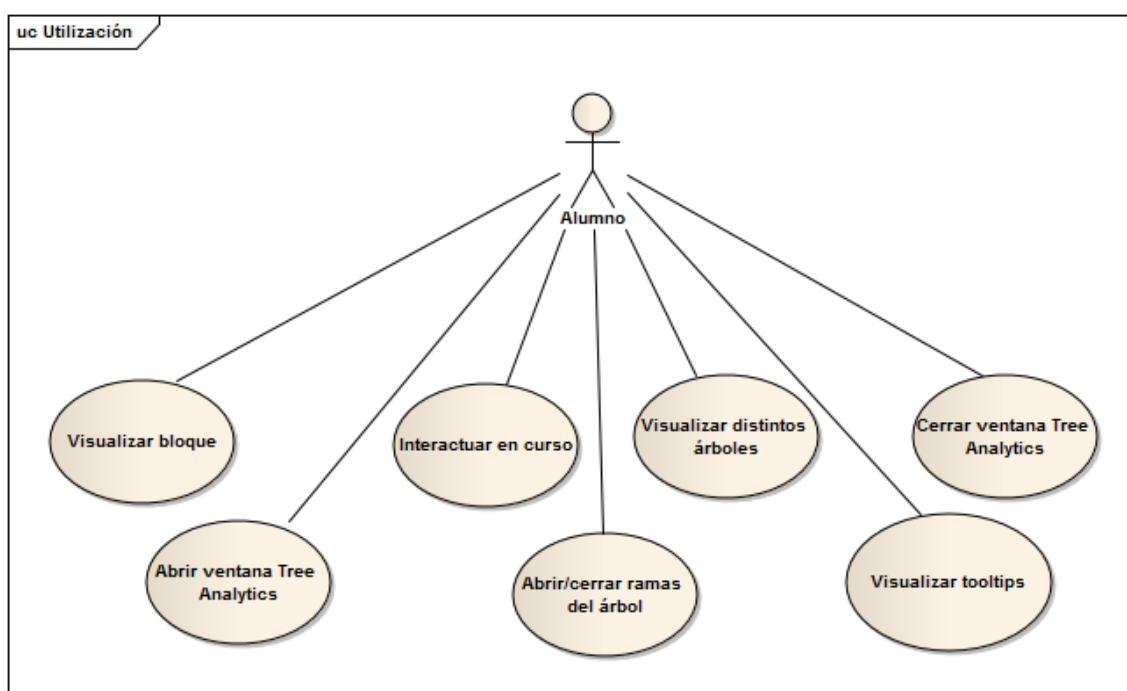 uc Utilización
Alumno
Visualizar bloque
Interactuar en curso
Visualizar distintos
árboles
Cerrar ventana Tree
Analytics
Abrir ventana Tree
Analytics
Abrir/cerrar ramas
del árbol
Visualizar tooltips